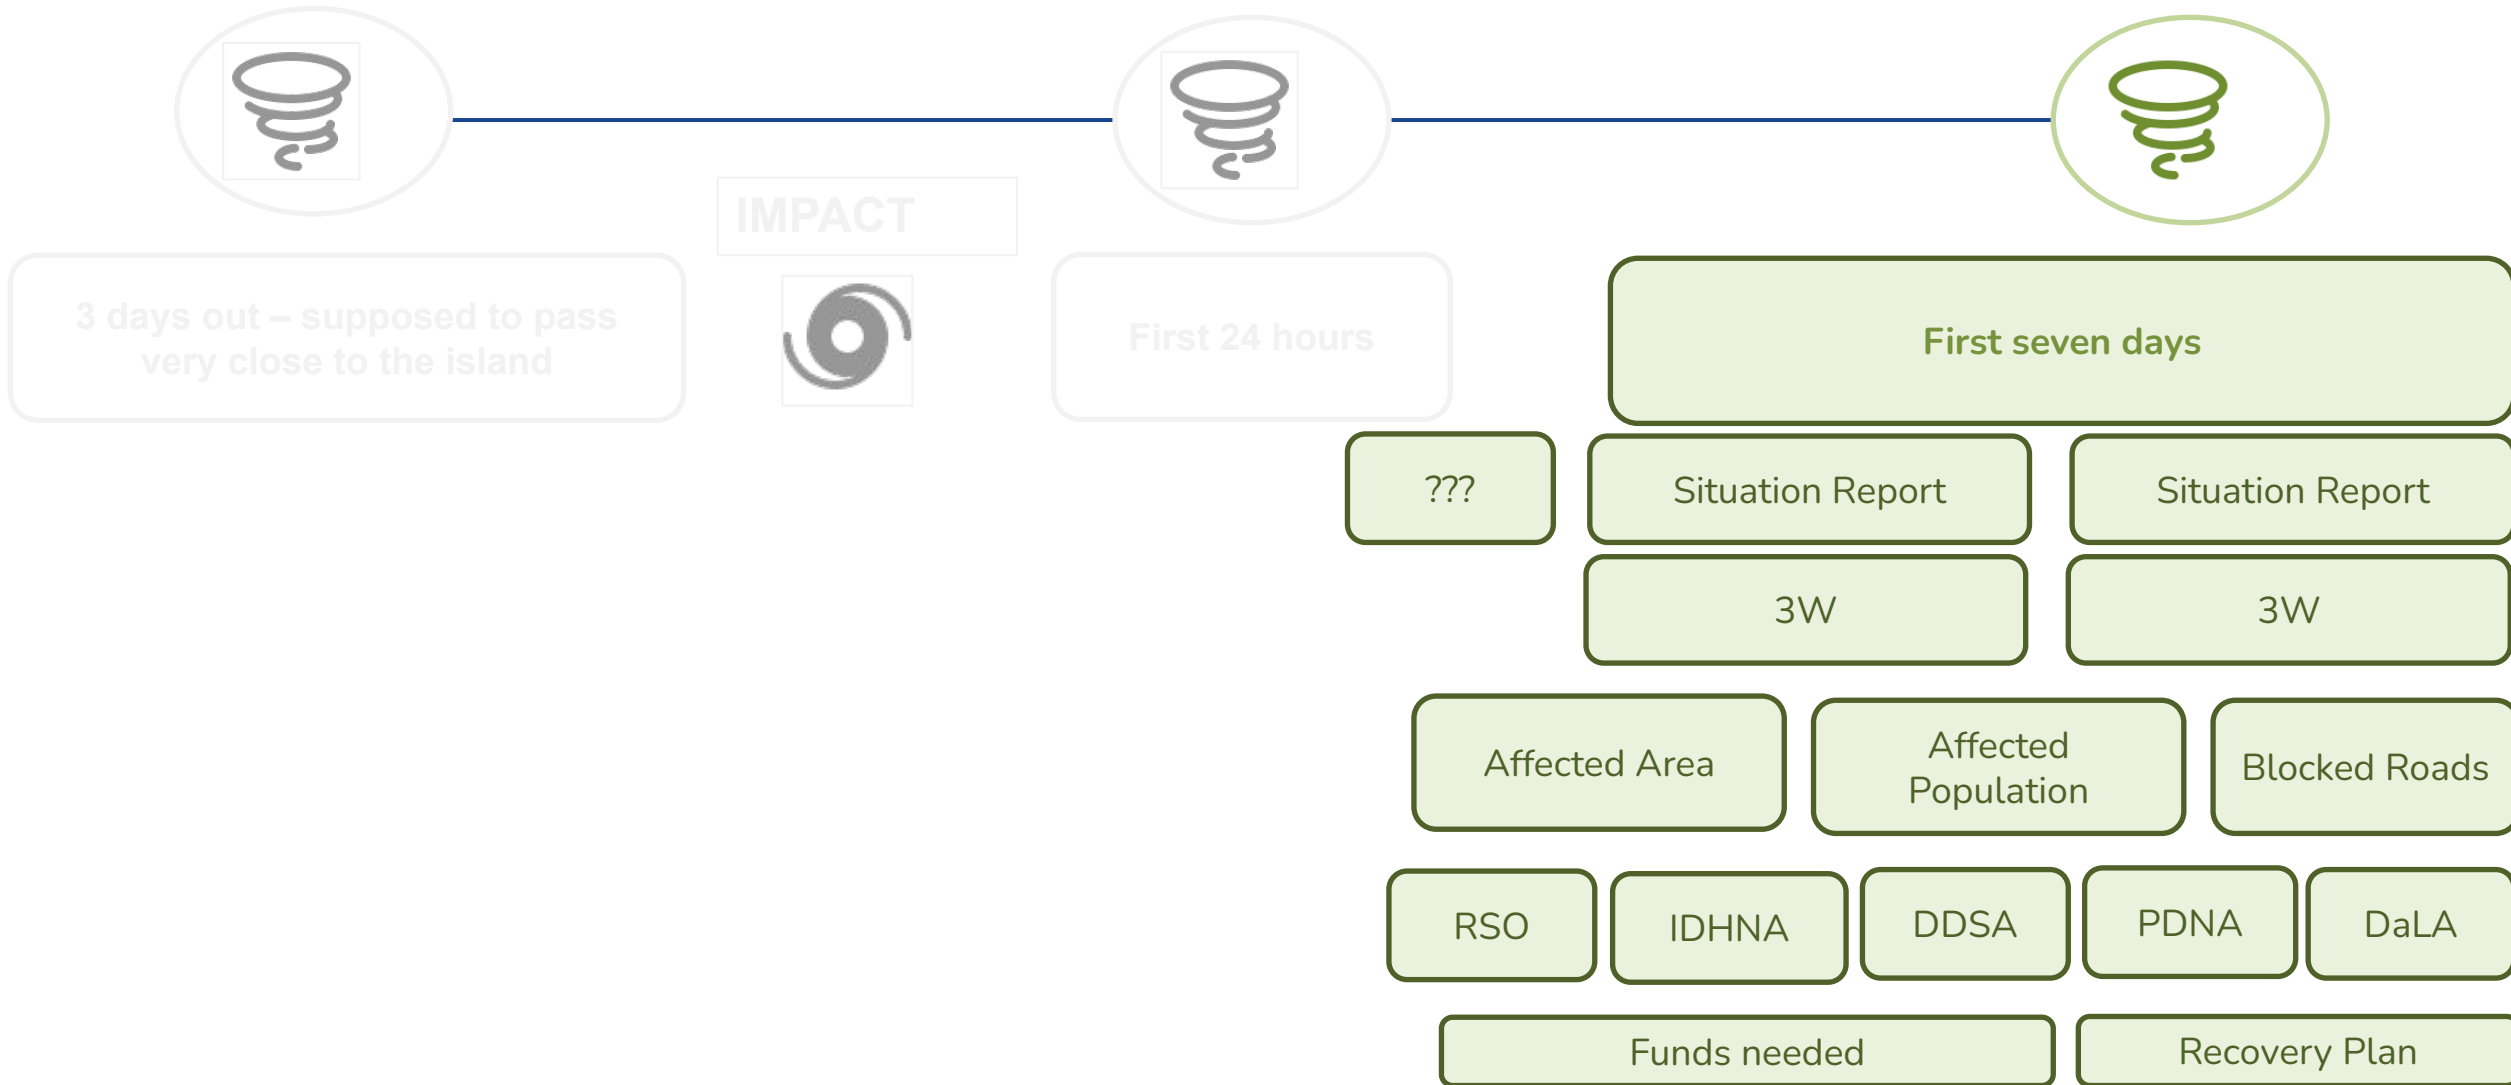 IMPACT
3 days out – supposed to pass
very close to the island
First 24 hours
First seven days
???
Situation Report
Situation Report
3W
3W
Affected Area
Affected
Population
Blocked Roads
RSO
IDHNA
DDSA
PDNA
DaLA
Funds needed
Recovery Plan